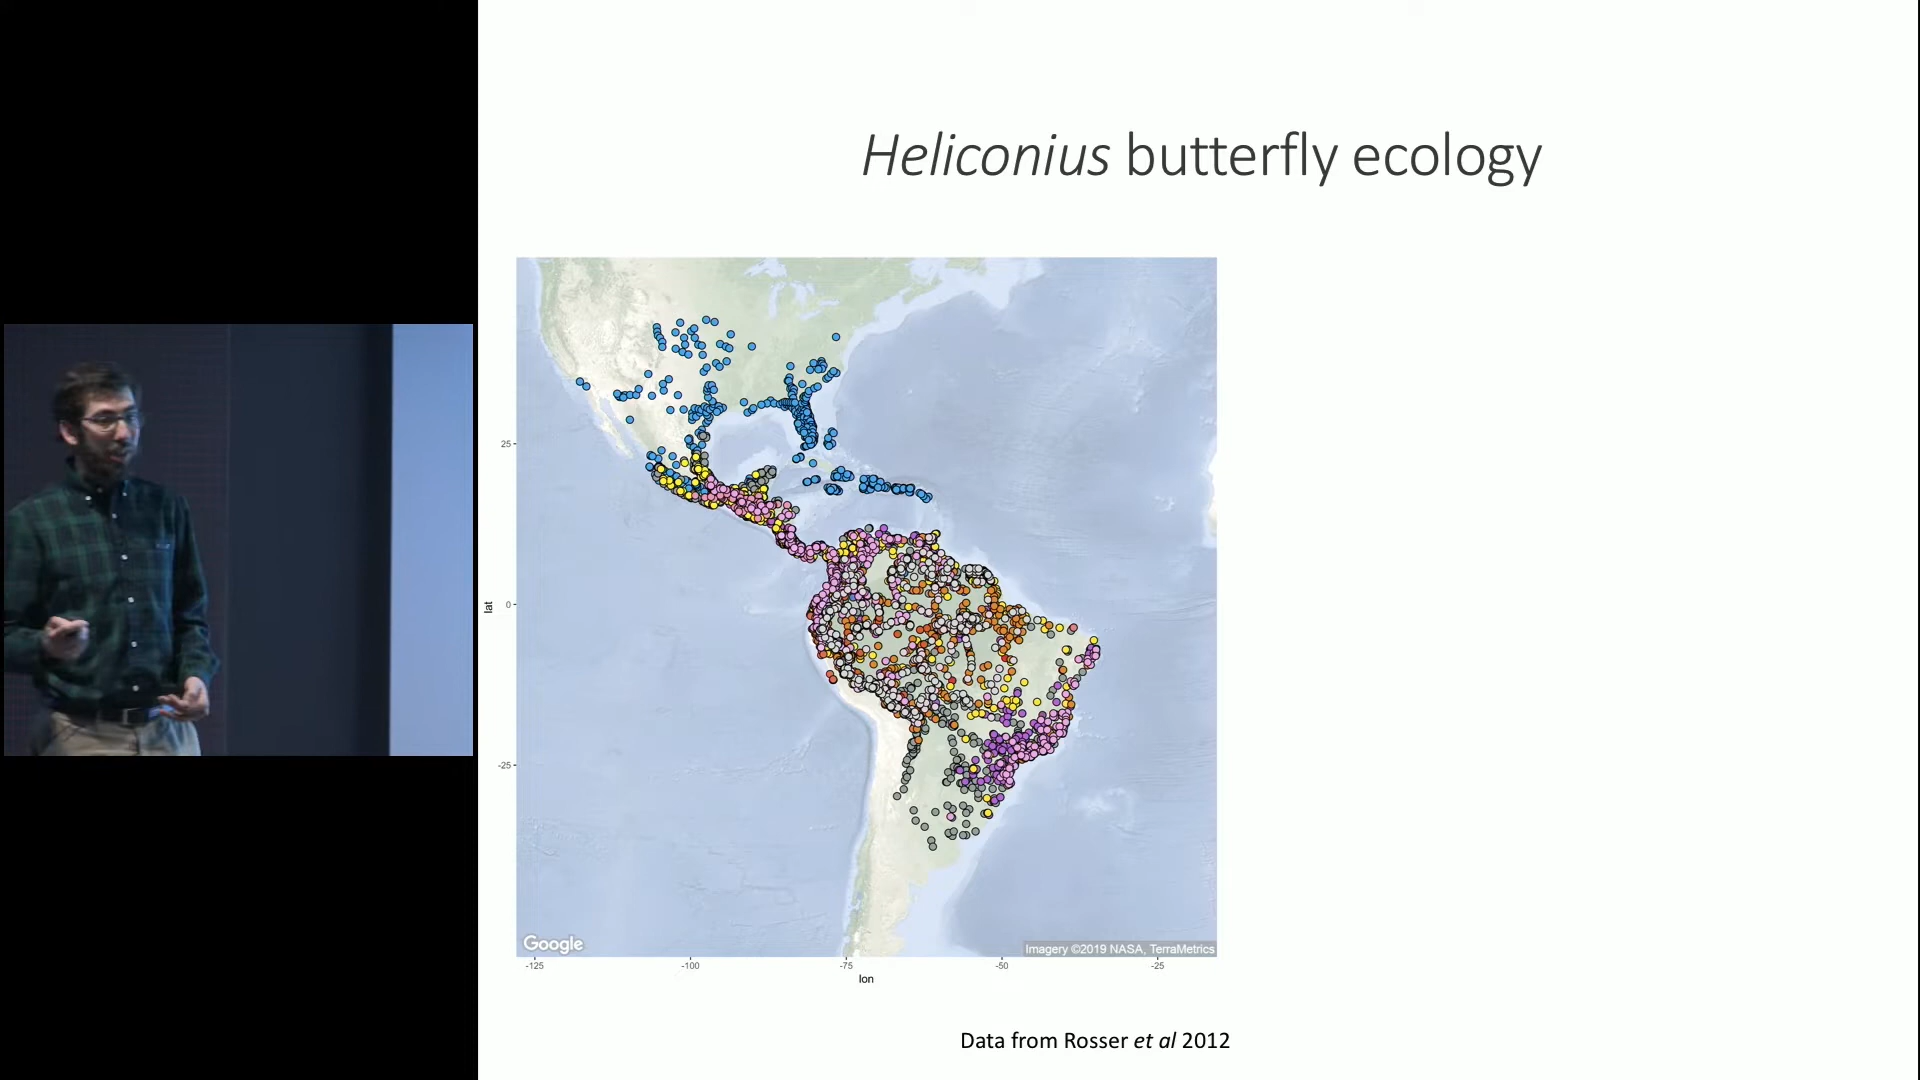 Heliconius butterfly ecology
25
0
-25
lat
Google
Imagery ©2019 NASA, TerraMetrics
-125
-100
-75
-50
-25
lon
Data from Rosser et al 2012